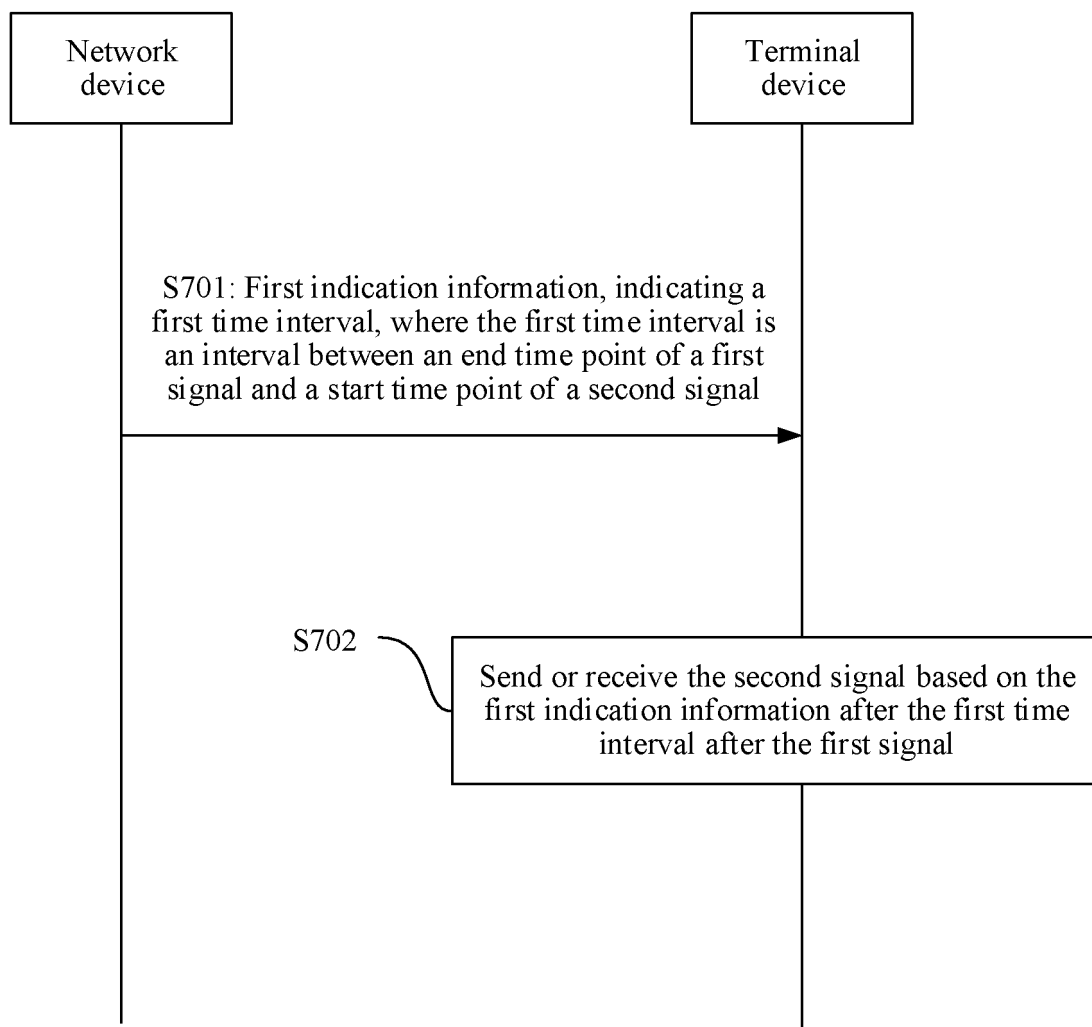 Network
device
Terminal
device
S701: First indication information, indicating a
first time interval, where the first time interval is
an interval between an end time point of a first
signal and a start time point of a second signal
S702
Send or receive the second signal based on the
first indication information after the first time
interval after the first signal